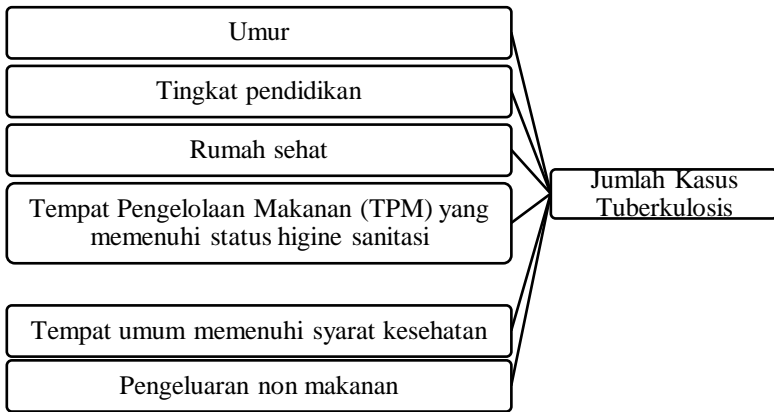 Umur
Tingkat pendidikan
Rumah sehat
Tempat Pengelolaan Makanan (TPM) yang
memenuhi status higine sanitasi
Tempat umum memenuhi syarat kesehatan
Pengeluaran non makanan
Jumlah Kasus
Tuberkulosis